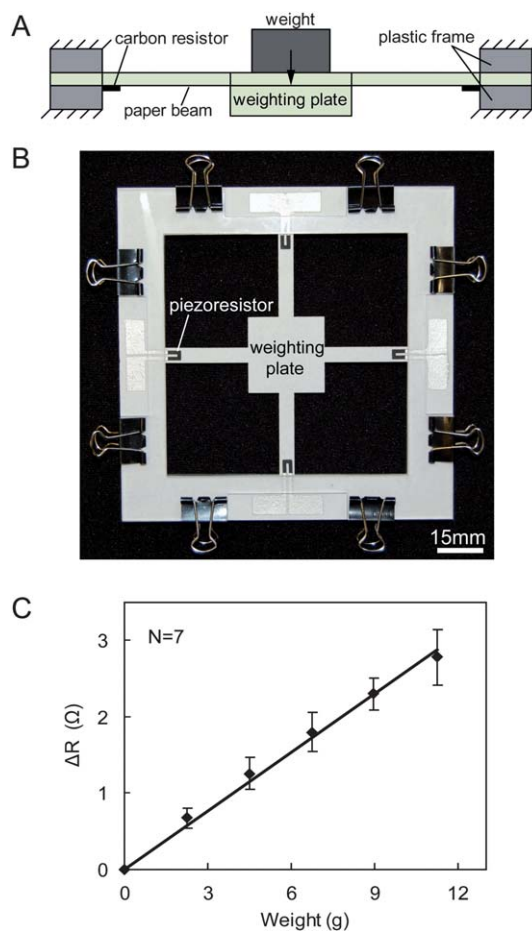 A
weight
carbon resistor
plastic frame
paper beam
weighting plate
B
piezoresistor
weighting
plate
15mm
C
N=7
ΔR (Ω)
3
2
1
0
0 3 6 9 12
Weight (g)